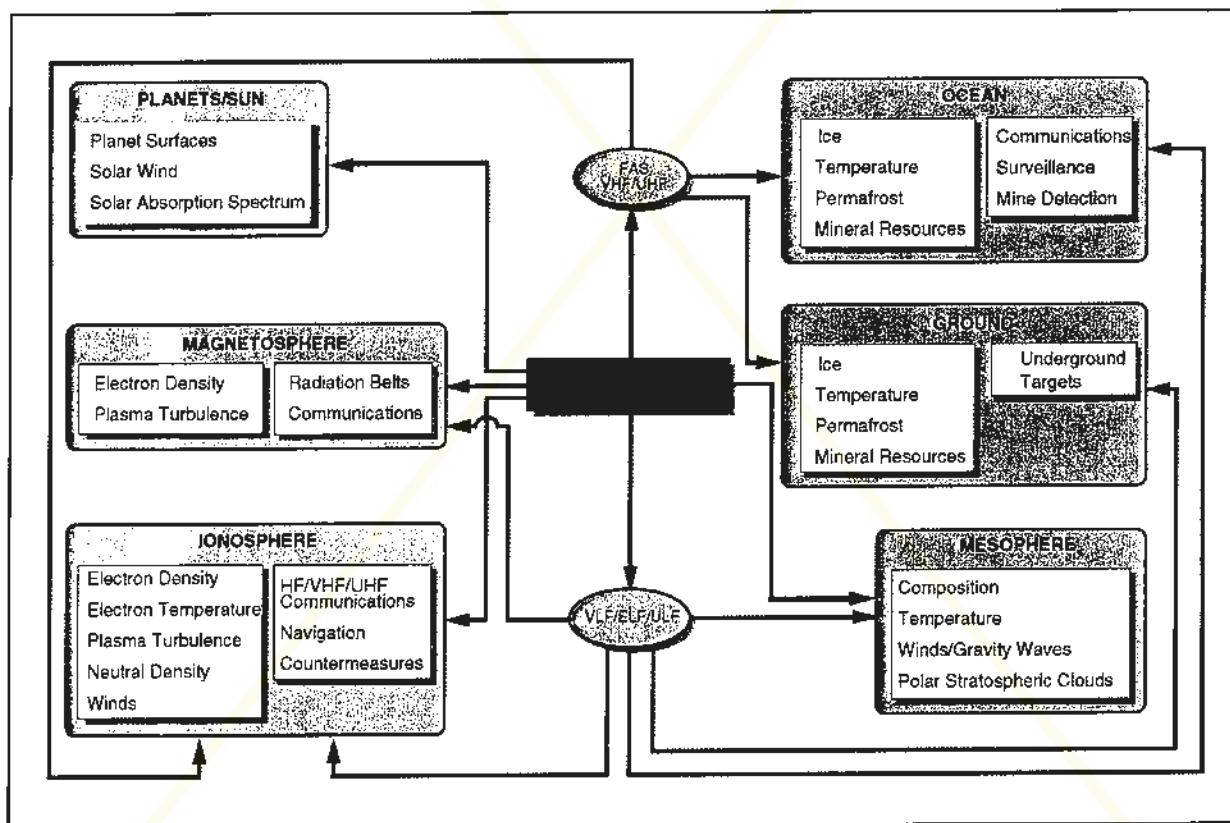 PLANETS/SUN
Planet Surfaces
Solar Wind
Solar Absorption Spectrum
FAS
VHF/UHF
OCEAN
Ice
Temperature
Permafrost
Mineral Resources
Communications
Surveillance
Mine Detection
MAGNETOSPHERE
Electron Density
Plasma Turbulence
Radiation Belts
Communications
GROUND
Ice
Temperature
Permafrost
Mineral Resources
Underground
Targets
IONOSPHERE
Electron Density
Electron Temperature
Plasma Turbulence
Neutral Density
Winds
HF/VHF/UHF
Communications
Navigation
Countermeasures
VLF/ELF/ULF
MESOPHERE
Composition
Temperature
Winds/Gravity Waves
Polar Stratospheric Clouds